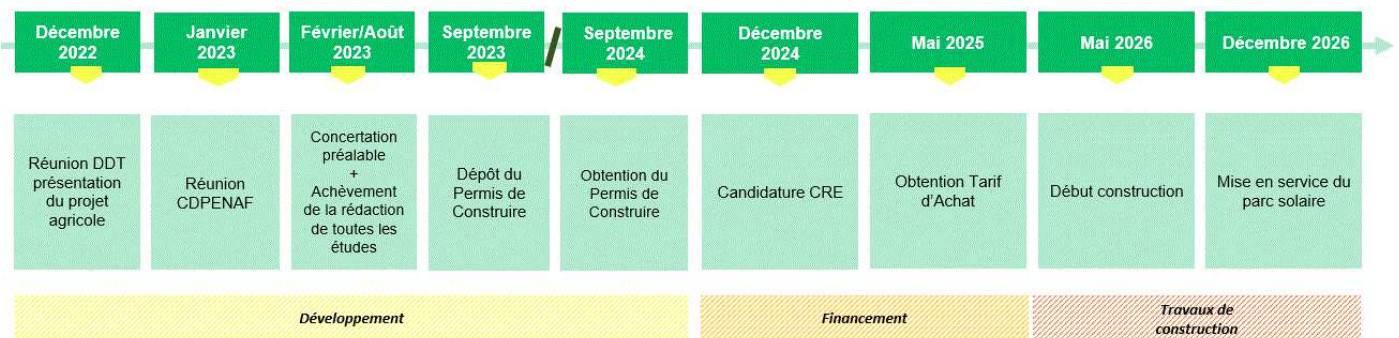 Décembre
2022
Janvier
2023
Février/Août
2023
Septembre
2023
Septembre
2024
Décembre
2024
Mai 2025
Mai 2026
Décembre 2026
Réunion DDT
présentation
du projet
agricole
Réunion
CDPENAF
Concertation
préalable
+
Achèvement
de la rédaction
de toutes les
études
Dépôt du
Permis de
Construire
Obtention du
Permis de
Construire
Candidature CRE
Obtention Tarif
d'Achat
Début construction
Mise en service du
parc solaire
Développement
Financement
Travaux de
construction